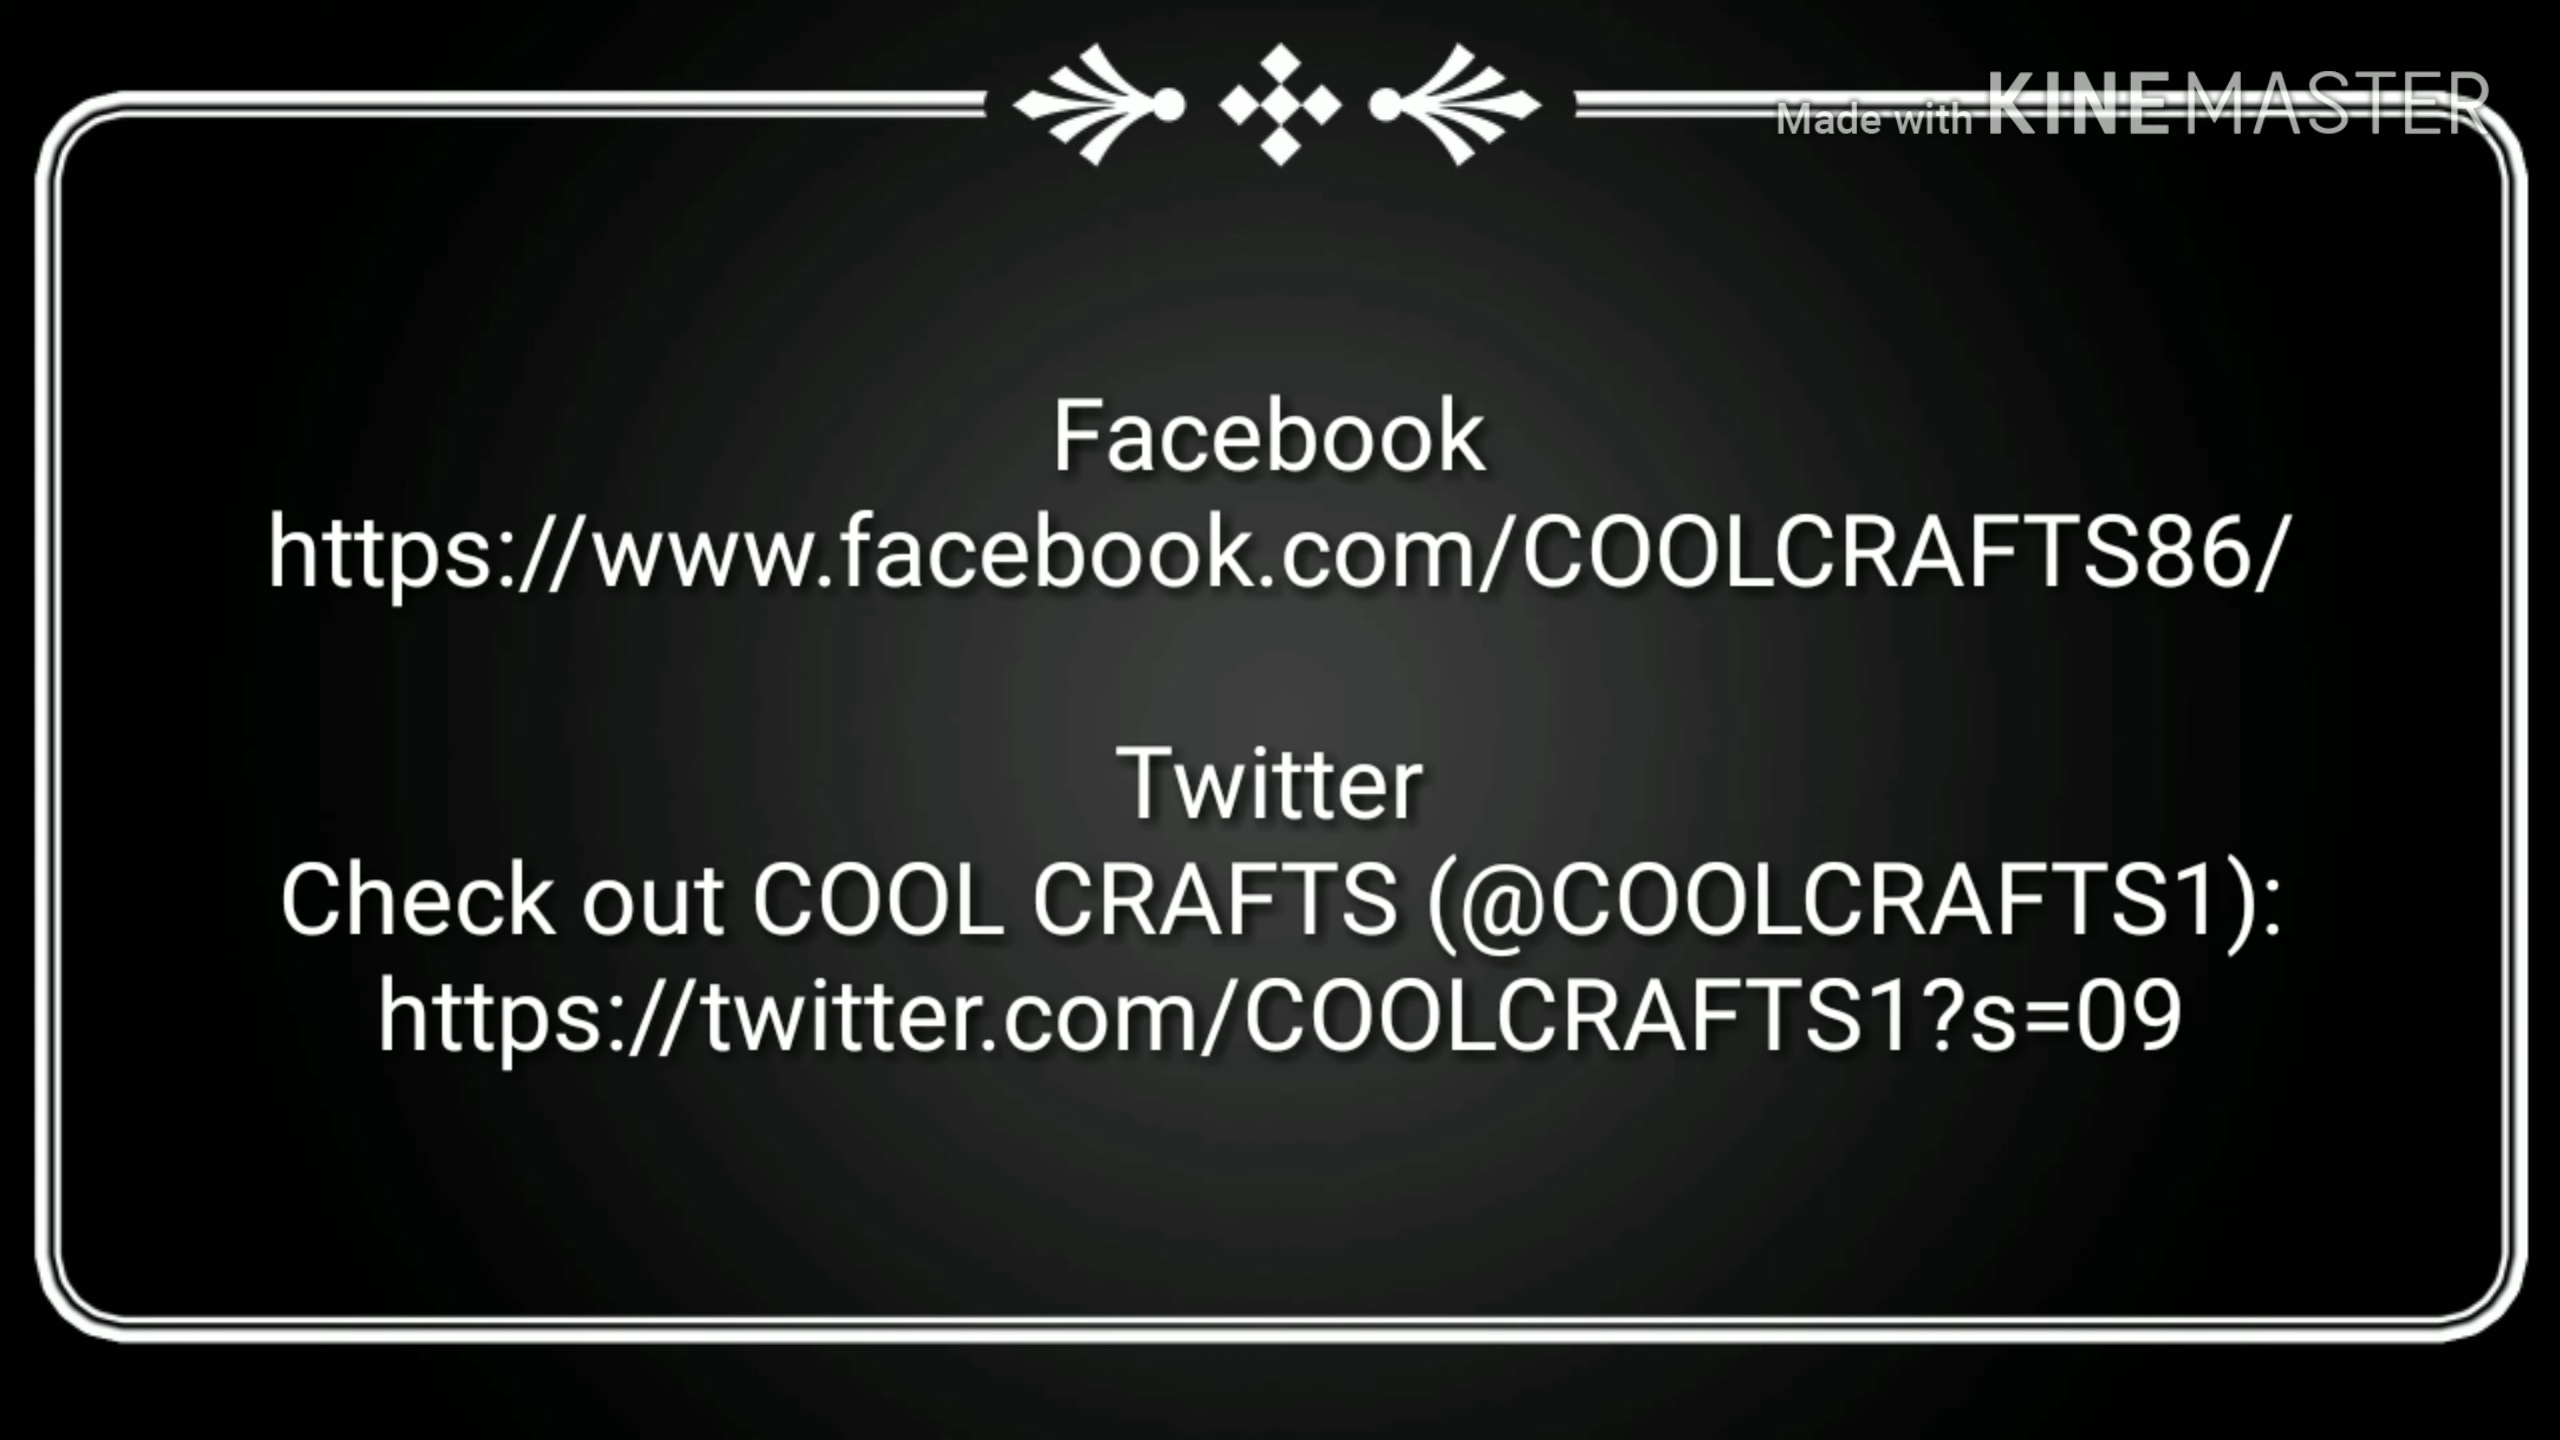 Made with KINEMASTER
Facebook
https://www.facebook.com/COOLCRAFTS86/
Twitter
Check out COOL CRAFTS (@COOLCRAFTS1):
https://twitter.com/COOLCRAFTS1?s=09